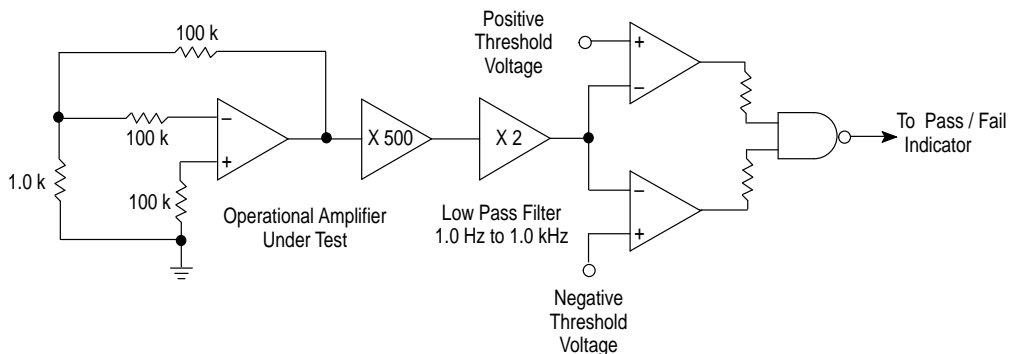 100 k
100 k
−
+
1.0 k
100 k
Operational Amplifier
Under Test
X 500
X 2
Low Pass Filter
1.0 Hz to 1.0 kHz
Positive
Threshold
Voltage
+
−
−
+
Negative
Threshold
Voltage
To Pass / Fail
Indicator